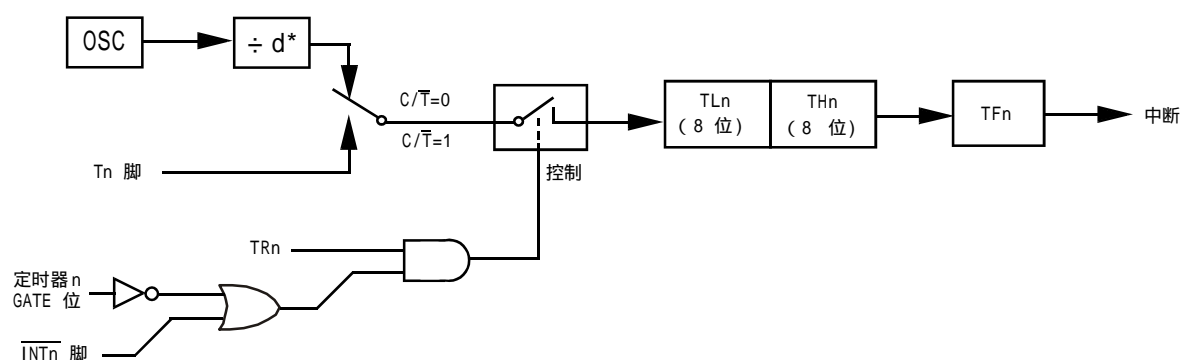 OSC
÷ d*
C/T̅=0
C/T̅=1
TLn
(8 位)
THn
(8 位)
TFn
中断
Tn 脚
控制
TRn
定时器n
GATE 位
I̅N̅T̅n̅ 脚